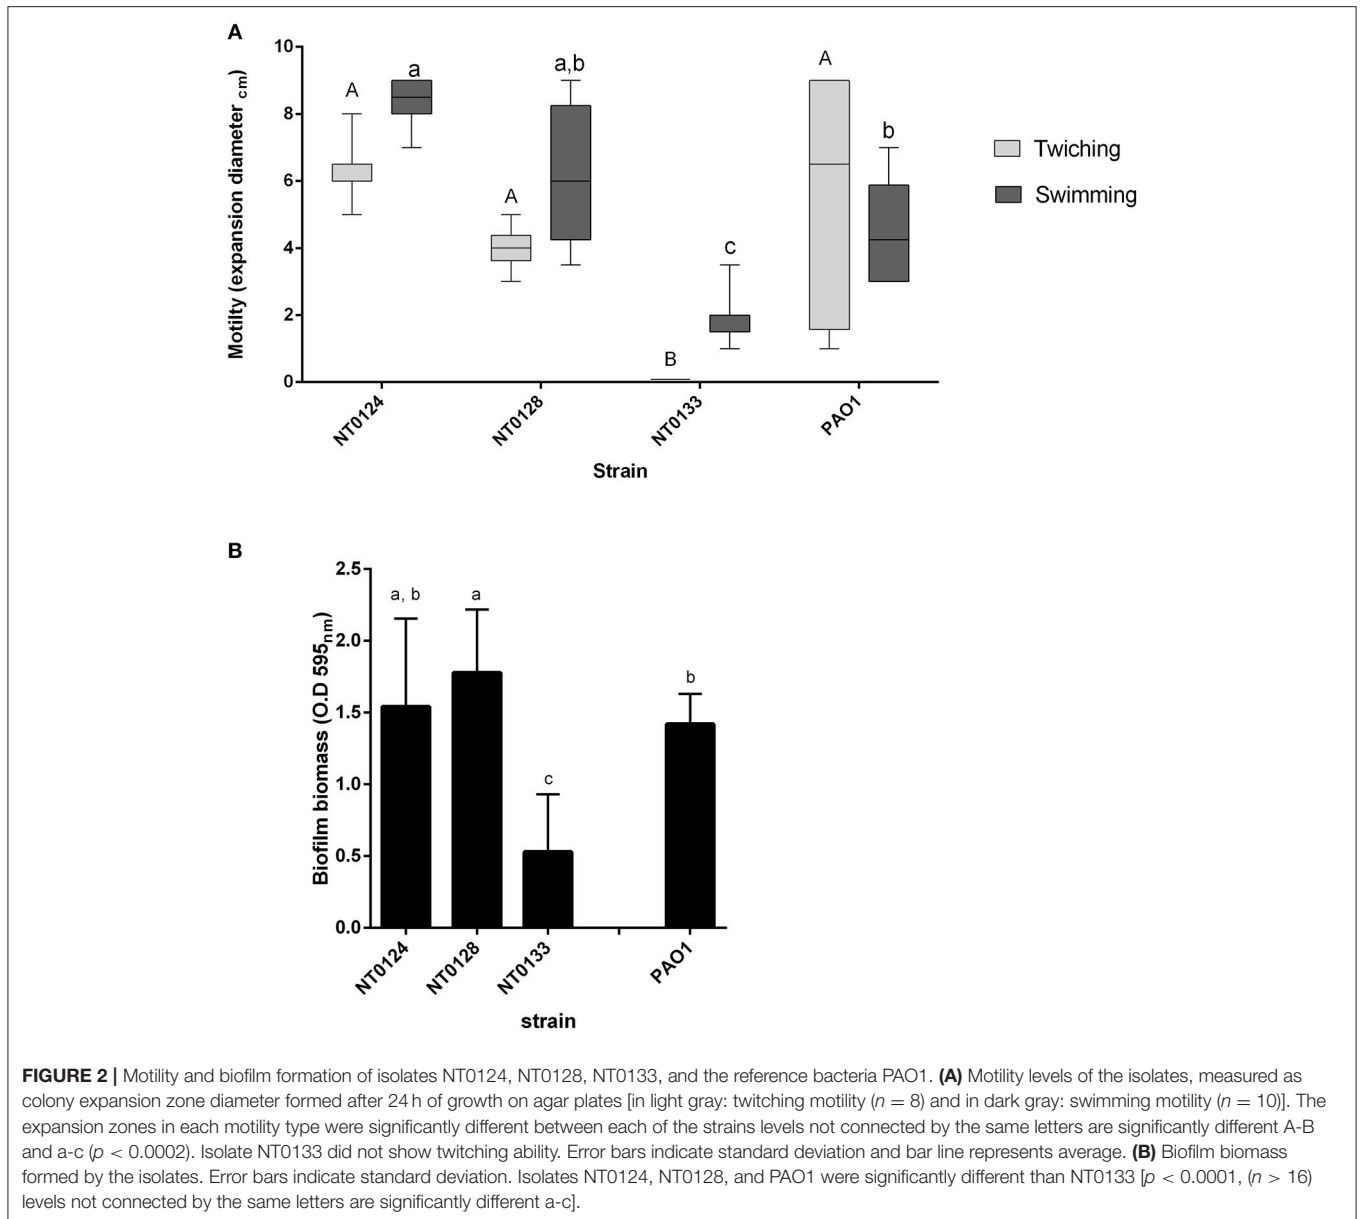 A
Motilty (expansion diameter cm)
10
8
6
4
2
0
A
a
A
a,b
B
c
A
b
Twiching
Swimming
NT0124
NT0128
NT0133
PAO1
Strain
B
Biofilm biomass (O.D 595nm)
2.5
2.0
1.5
1.0
0.5
0.0
a, b
a
c
b
NT0124
NT0128
NT0133
PAO1
strain
FIGURE 2 | Motility and biofilm formation of isolates NT0124, NT0128, NT0133, and the reference bacteria PAO1. (A) Motility levels of the isolates, measured as
colony expansion zone diameter formed after 24 h of growth on agar plates [in light gray: twitching motility (n = 8) and in dark gray: swimming motility (n = 10)]. The
expansion zones in each motility type were significantly different between each of the strains levels not connected by the same letters are significantly different A-B
and a-c (p < 0.0002). Isolate NT0133 did not show twitching ability. Error bars indicate standard deviation and bar line represents average. (B) Biofilm biomass
formed by the isolates. Error bars indicate standard deviation. Isolates NT0124, NT0128, and PAO1 were significantly different than NT0133 [p < 0.0001, (n > 16)
levels not connected by the same letters are significantly different a-c].